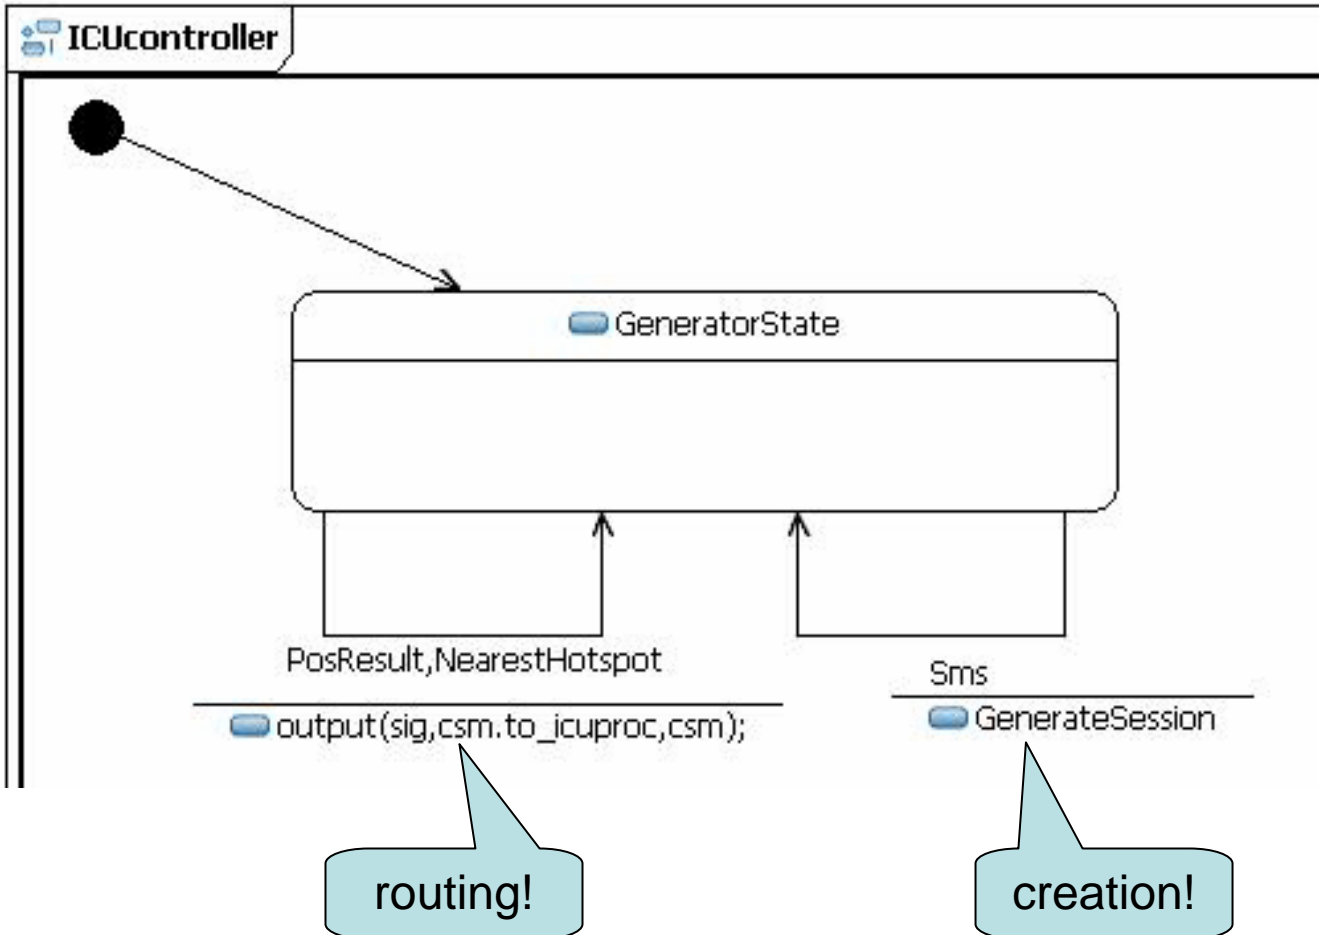 ICUcontroller
GeneratorState
PosResult,NearestHotspot
output(sig,csm.to_icuproc,csm);
Sms
GenerateSession
routing!
creation!